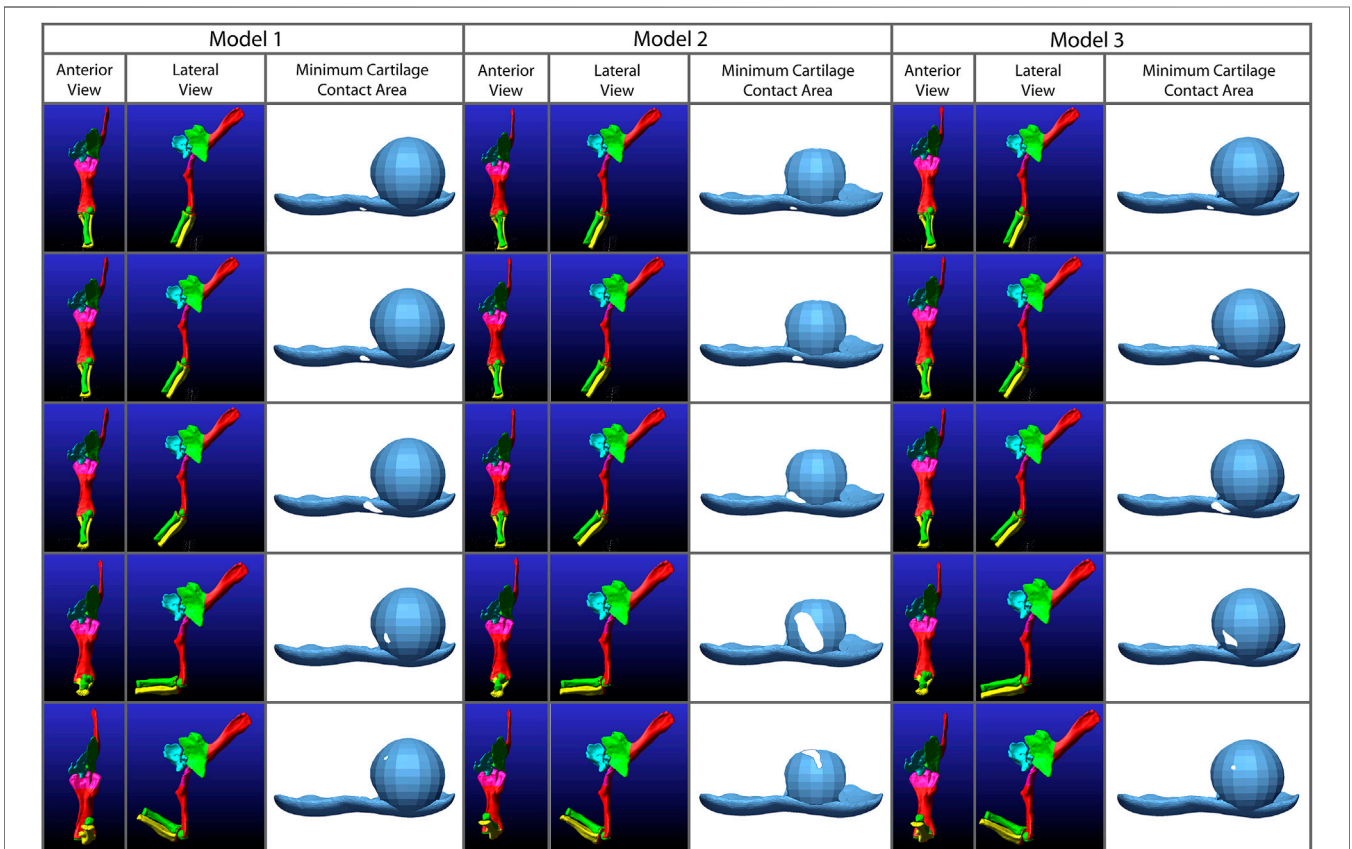 Model 1
Model 2
Model 3
Anterior
View
Lateral
View
Minimum Cartilage
Contact Area
Anterior
View
Lateral
View
Minimum Cartilage
Contact Area
Anterior
View
Lateral
View
Minimum Cartilage
Contact Area